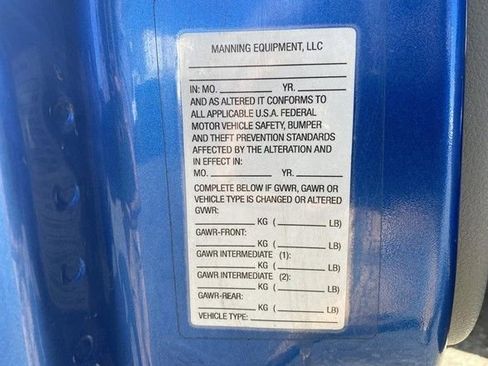 MANNING EQUIPMENT, LLC
IN: MO. YR.
AND AS ALTERED IT CONFORMS TO
ALL APPLICABLE U.S.A. FEDERAL
MOTOR VEHICLE SAFETY, BUMPER
AND THEFT PREVENTION STANDARDS
AFFECTED BY THE ALTERATION AND
IN EFFECT IN:
MO. YR.
COMPLETE BELOW IF GVWR, GAWR OR
VEHICLE TYPE IS CHANGED OR ALTERED
GVWR:
KG ( LB)
GAWR-FRONT:
KG ( LB)
GAWR INTERMEDIATE (1):
KG ( LB)
GAWR INTERMEDIATE (2):
KG ( LB)
GAWR-REAR:
KG ( LB)
VEHICLE TYPE: